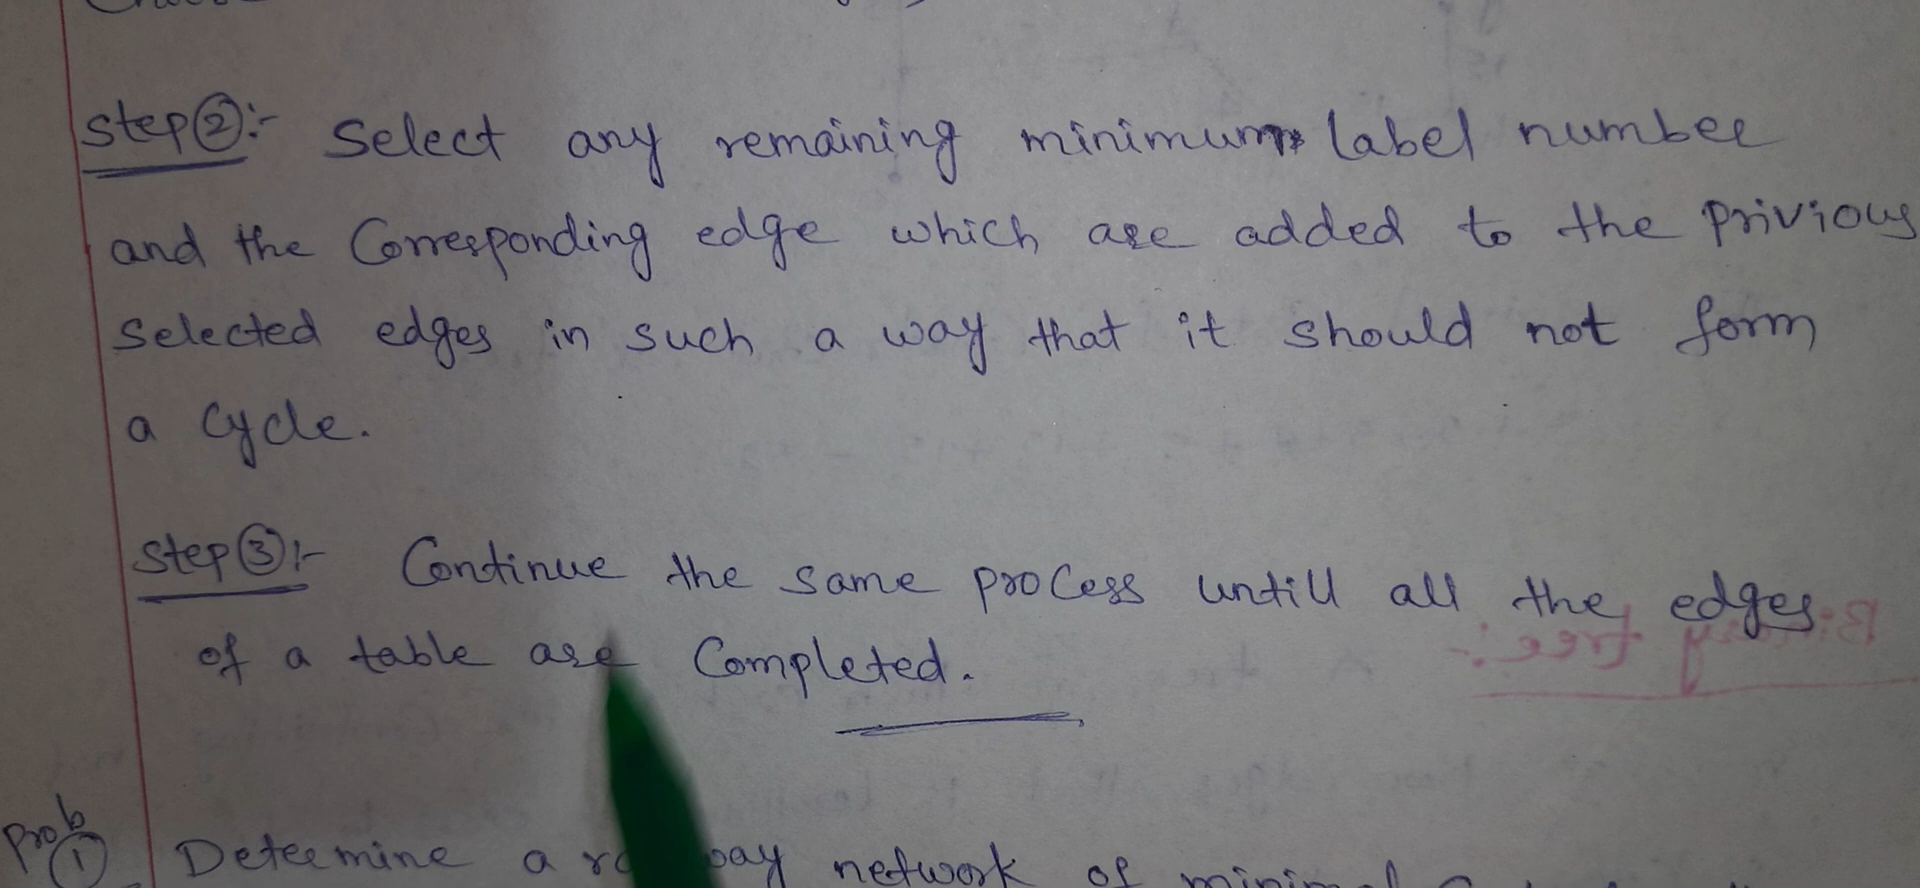 Step②:- Select any remaining minimum label number
and the Corresponding edge which are added to the privious
Selected edges in such a way that it should not form
a Cycle.
Step③:- Continue the same process untill all the edges
of a table are Completed.
Prob
① Determine a way network of minimal